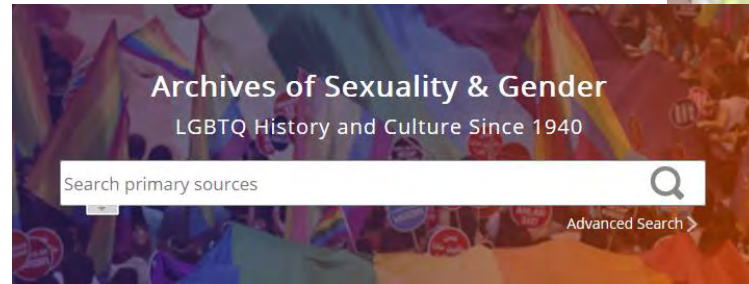 Archives of Sexuality & Gender
LGBTQ History and Culture Since 1940
Search primary sources
Advanced Search >